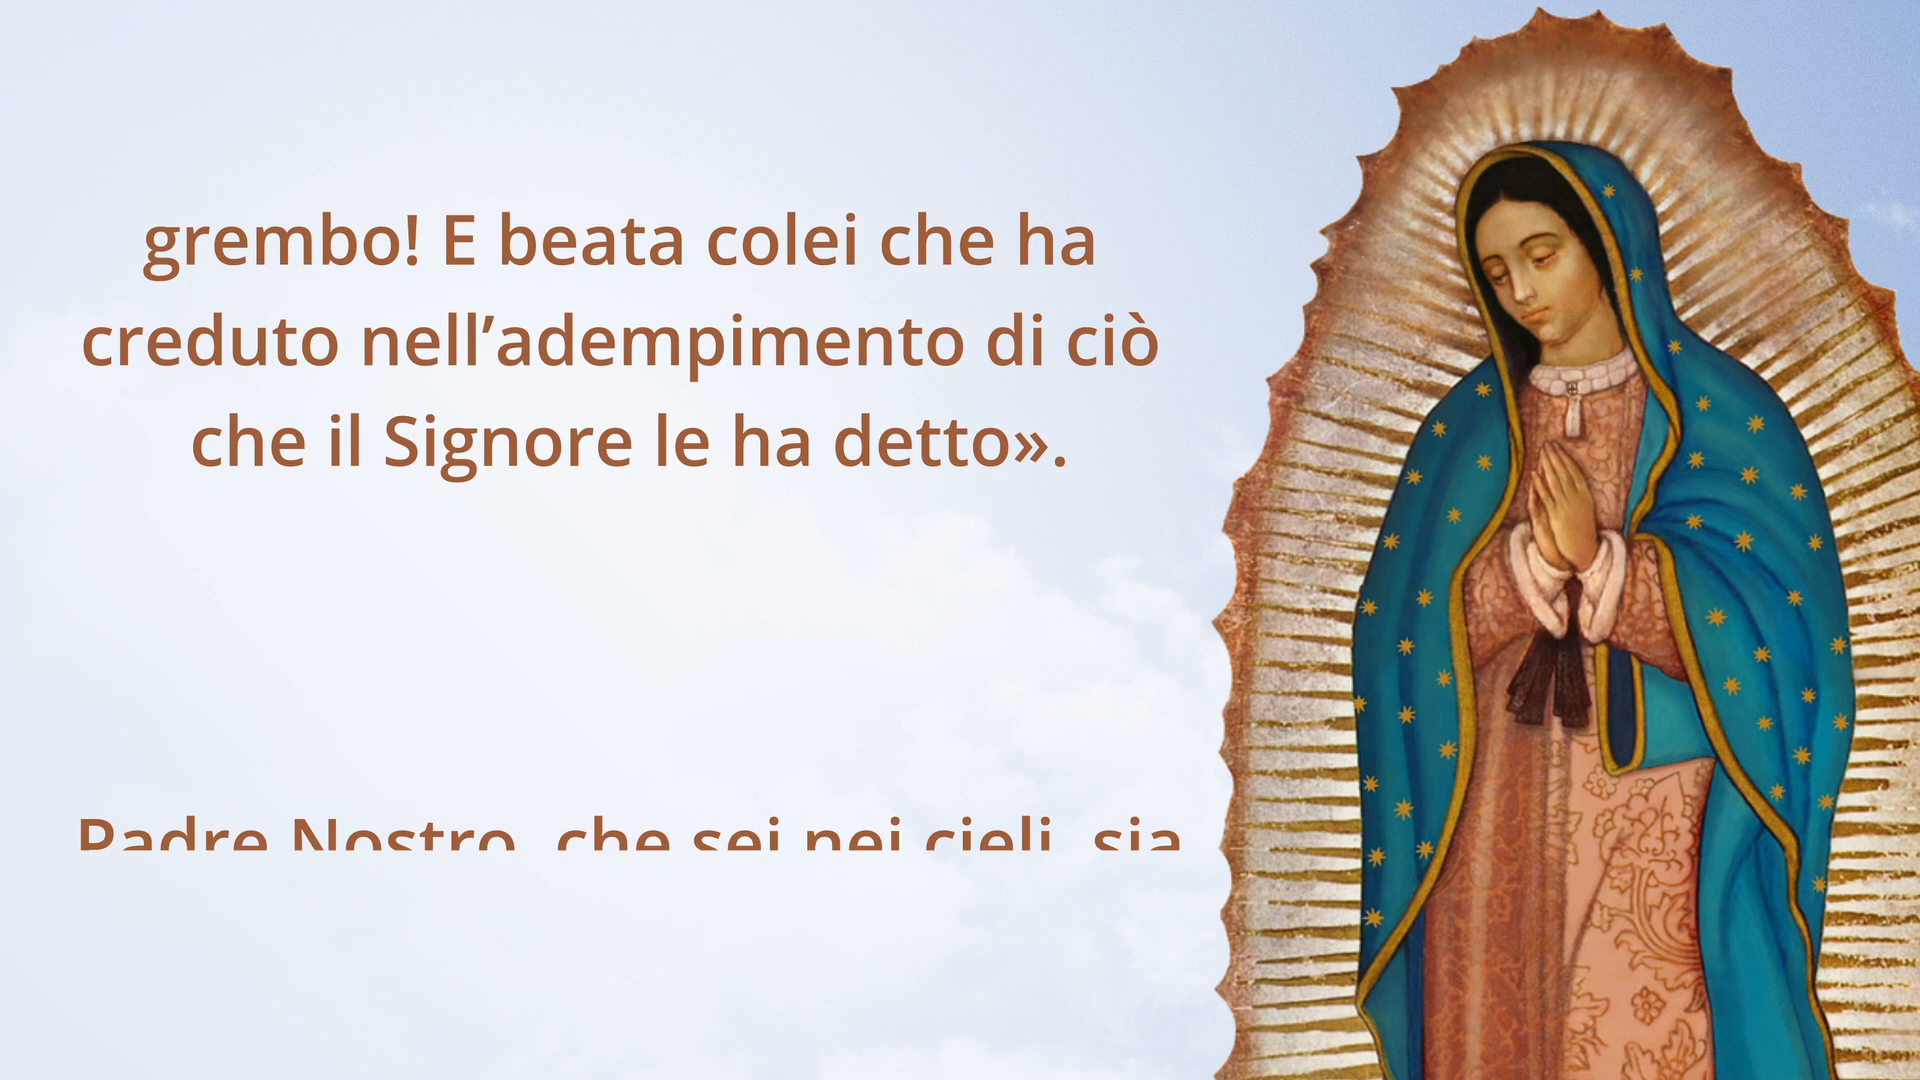 grembo! E beata colei che ha
creduto nell’adempimento di ciò
che il Signore le ha detto».
Padre Nostro, che sei nei cieli, sia